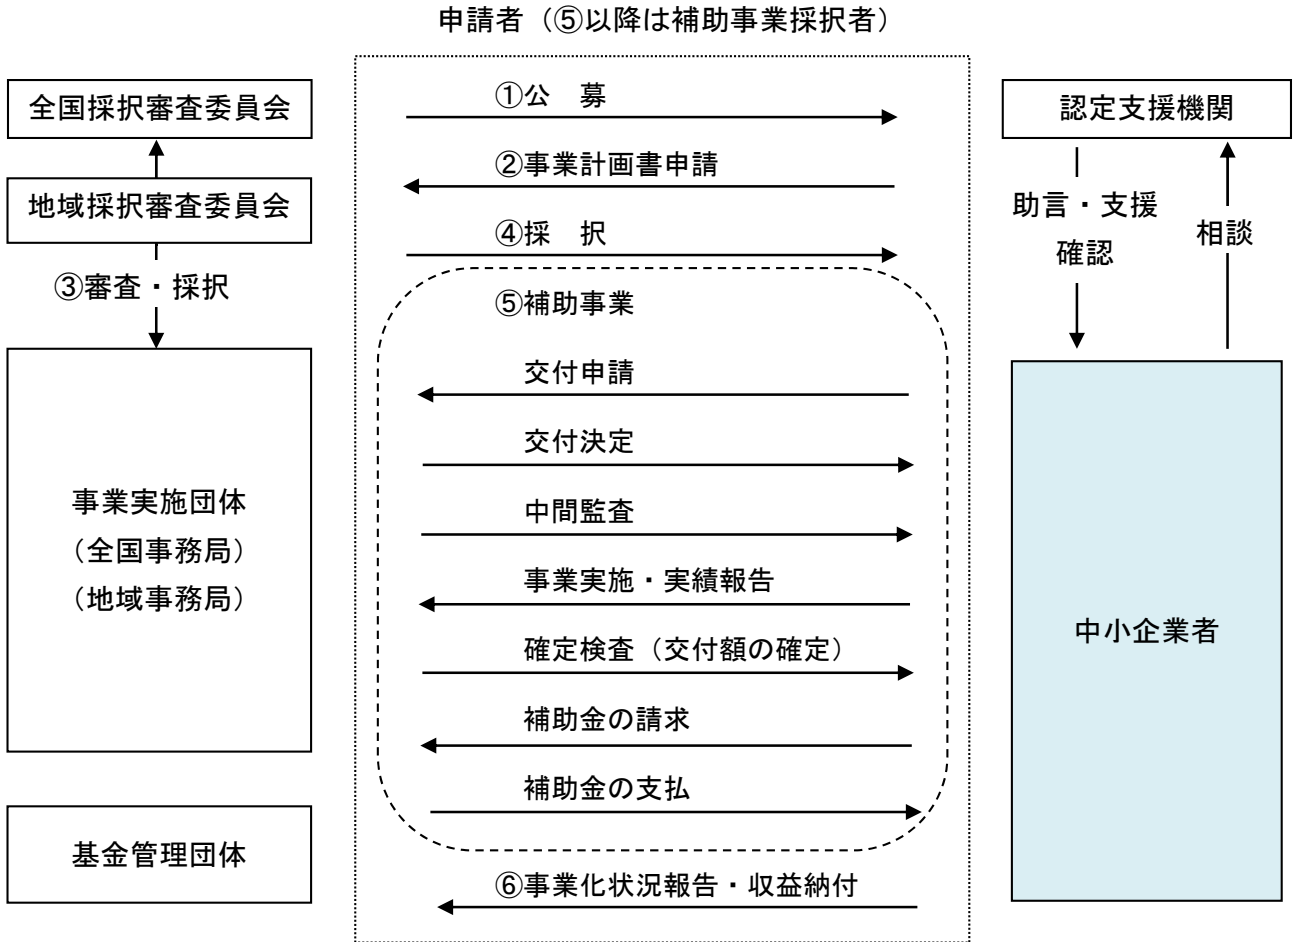 申請者（⑤以降は補助事業採択者）
全国採択審査委員会
地域採択審査委員会
③審査・採択
事業実施団体
（全国事務局）
（地域事務局）
基金管理団体
①公　募
②事業計画書申請
④採　択
⑤補助事業
交付申請
交付決定
中間監査
事業実施・実績報告
確定検査（交付額の確定）
補助金の請求
補助金の支払
⑥事業化状況報告・収益納付
認定支援機関
助言・支援
確認
相談
中小企業者